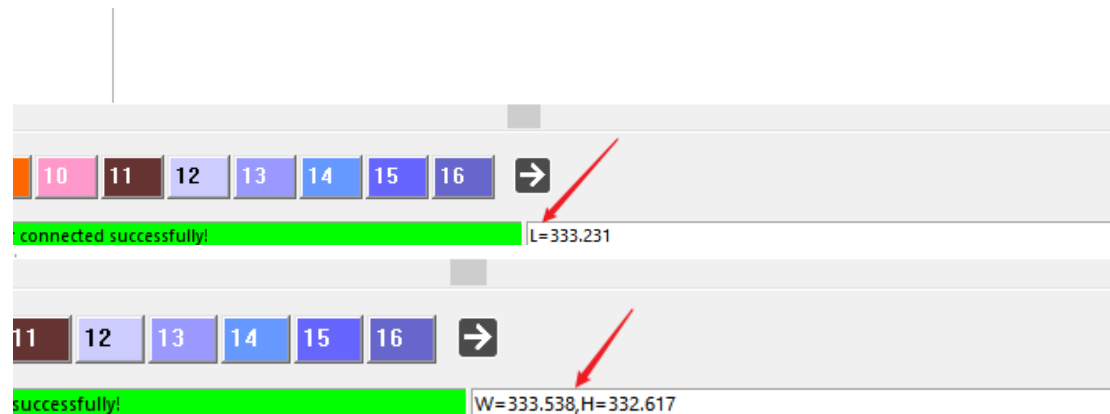 10 11 12 13 14 15 16
connected successfully! L=333.231
11 12 13 14 15 16
successfully! W=333.538,H=332.617